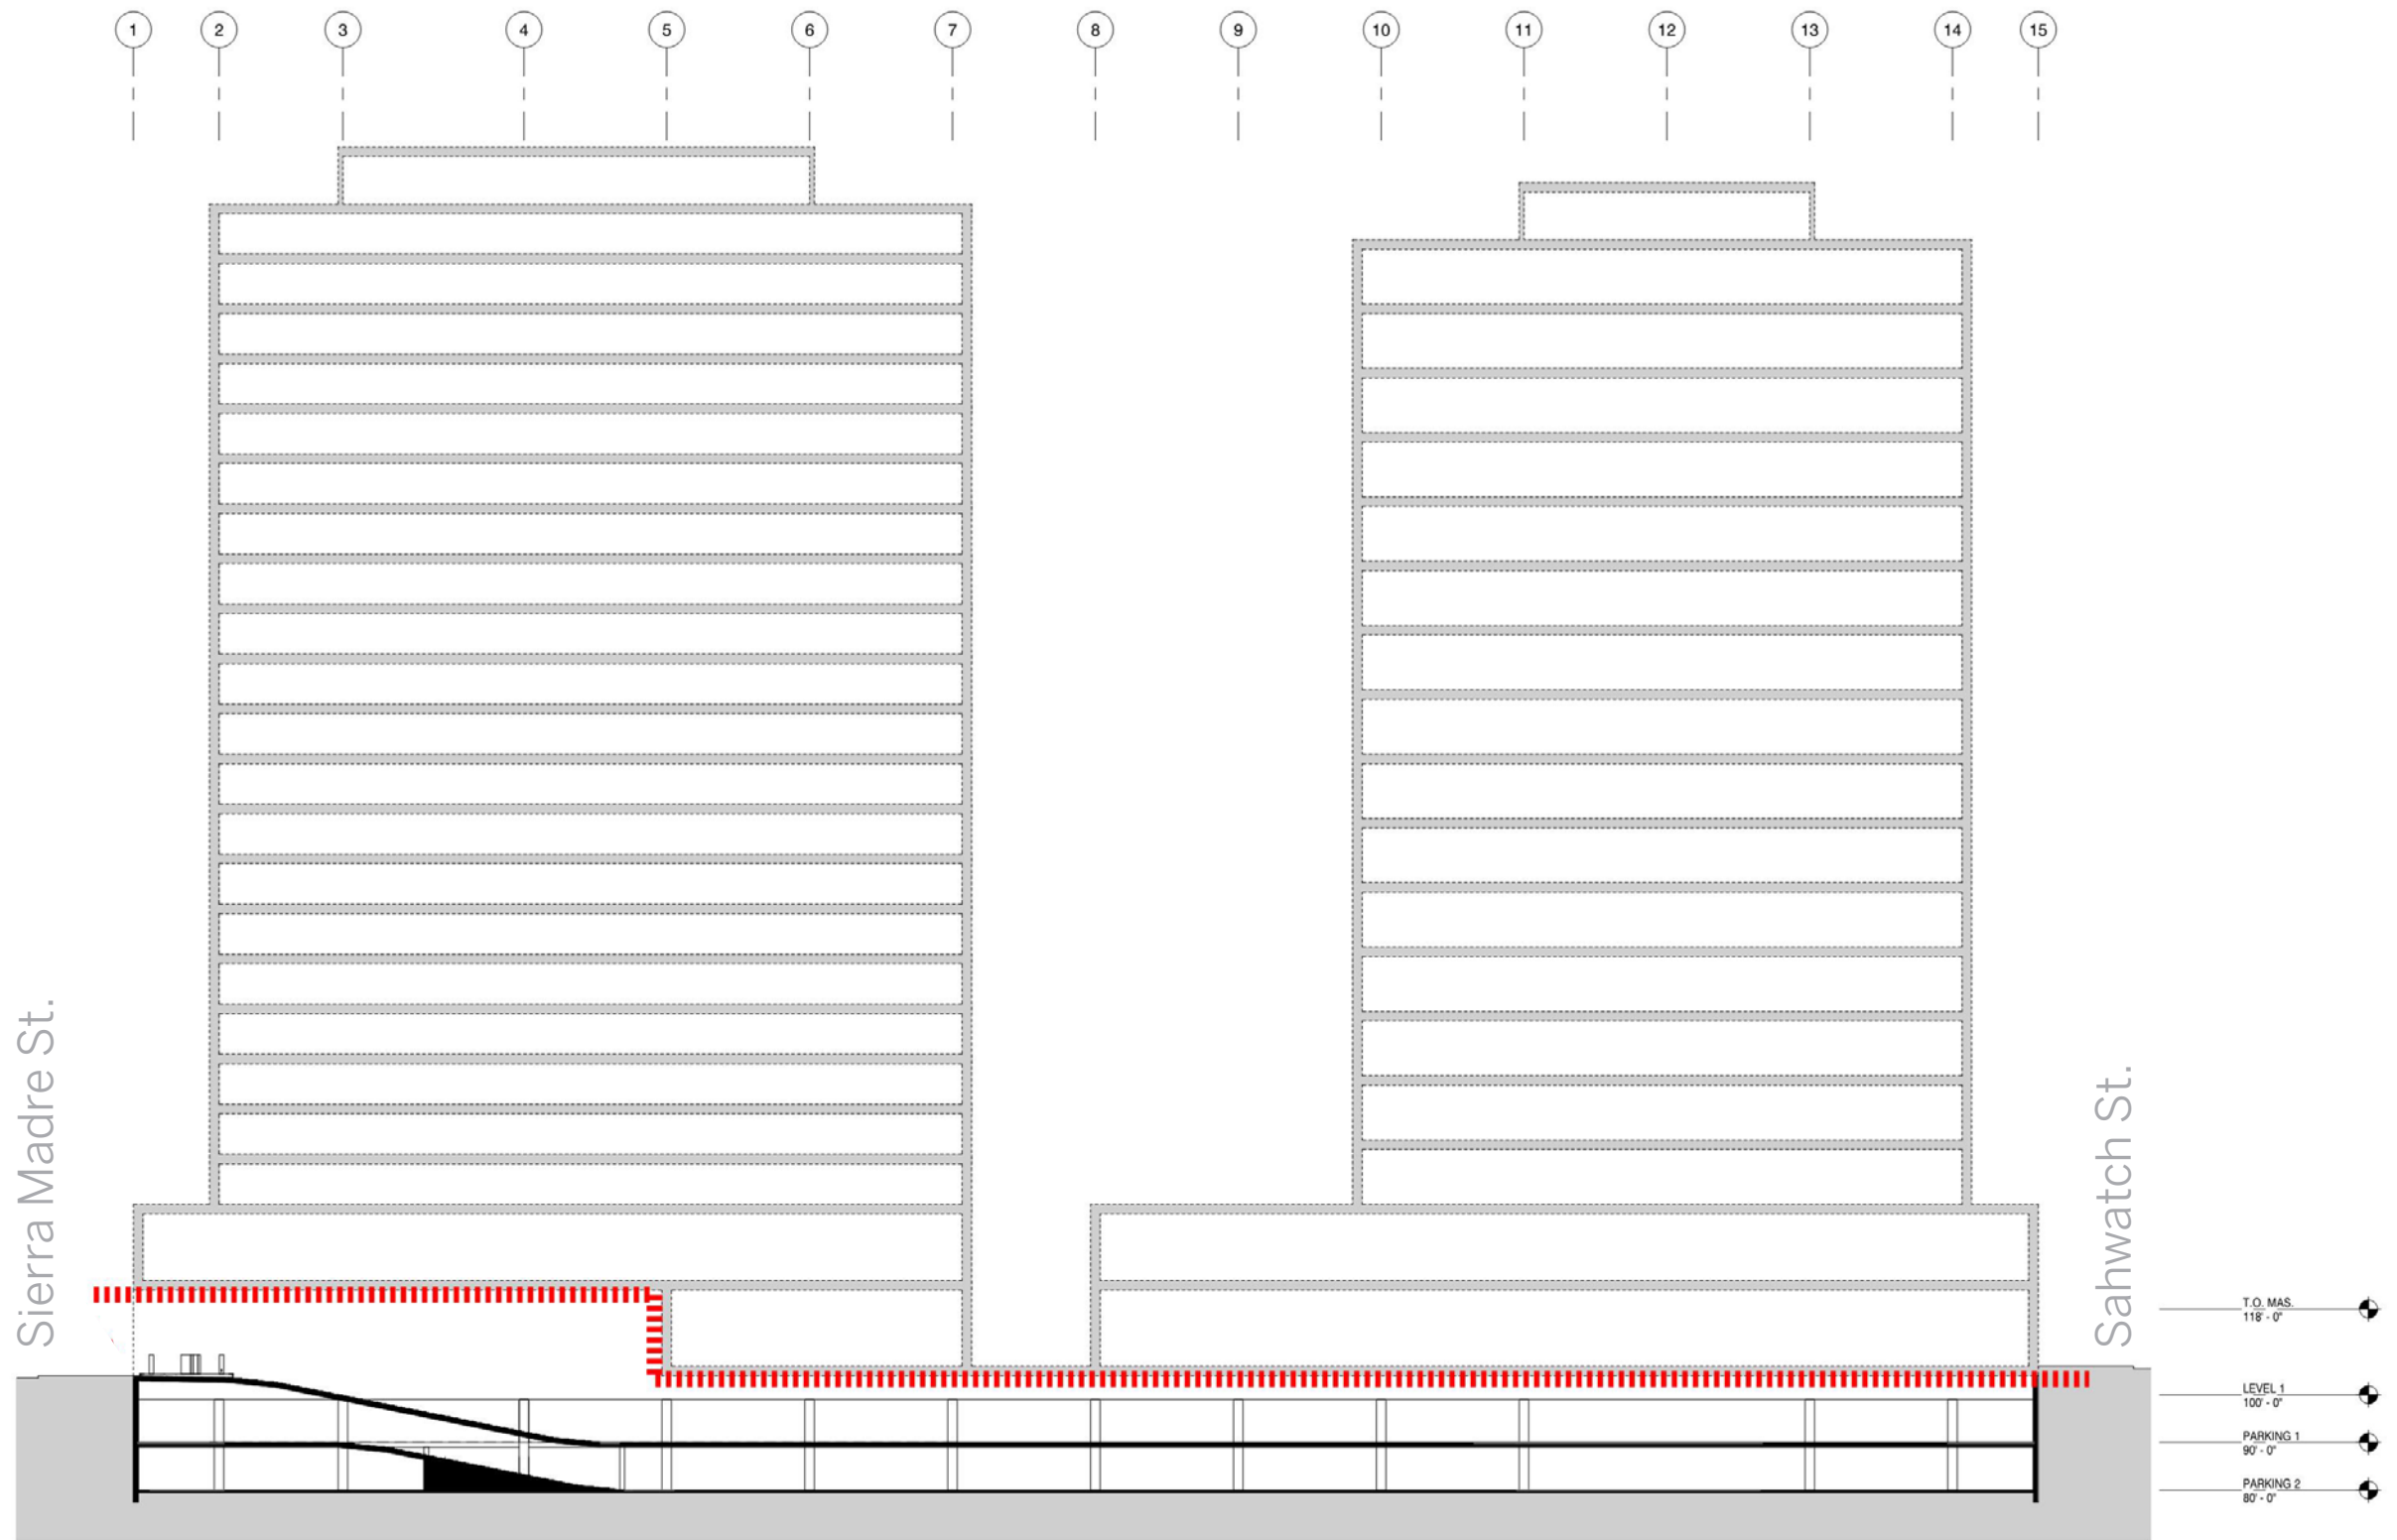 1 2 3 4 5 6 7 8 9 10 11 12 13 14 15
Sierra Madre St.
Sahwatch St.
T.O. MAS.
118' - 0"
LEVEL 1
100' - 0"
PARKING 1
90' - 0"
PARKING 2
80' - 0"